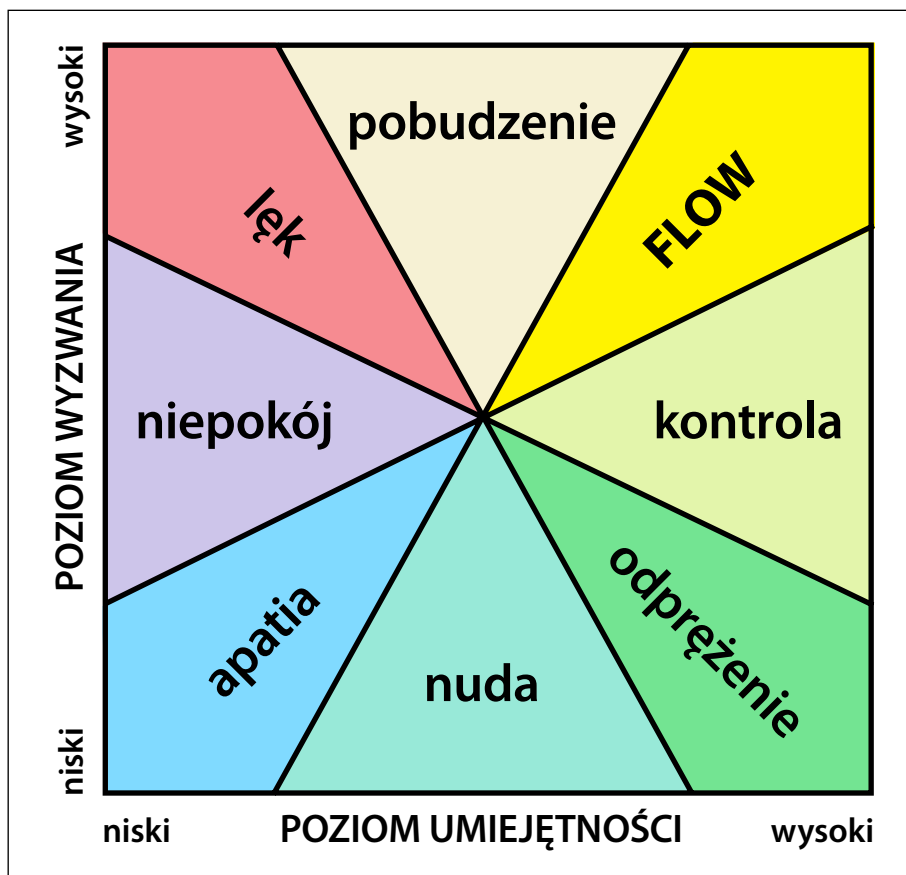 wysoki
pobudzenie
lęk
FLOW
POZIOM WYZWANIA
niepokój
kontrola
apatia
nuda
odprężenie
niski
niski
POZIOM UMIEJĘTNOŚCI
wysoki